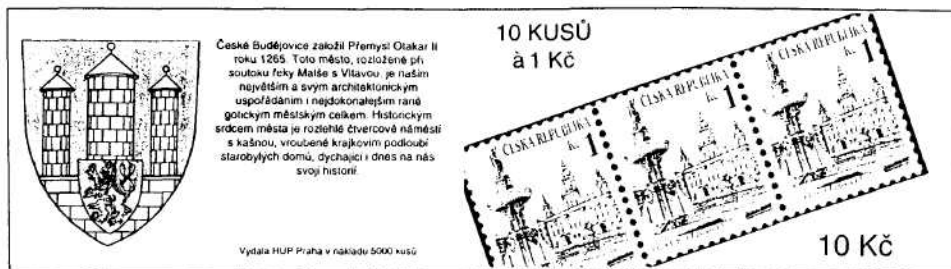 České Budějovice založil Přemysl Otakar II
roku 1265. Toto město, rozložené při
soutoku řeky Malše s Vltavou, je naším
největším a svým architektonickým
uspořádáním i nejdokonalejším raně
gotickým městským celkem. Historickým
srdcem města je rozlehlé čtvercové náměstí
s kašnou, vroubené krajkovím podloubí
starobylých domů, dýchající i dnes na nás
svojí historií.
Vydala HUP Praha v nákladu 5000 kusů
10 KUSŮ
à 1 Kč
ČESKÁ REPUBLIKA
Kč 1
ČESKÁ REPUBLIKA
Kč 1
ČESKÁ REPUBLIKA
Kč 1
10 Kč